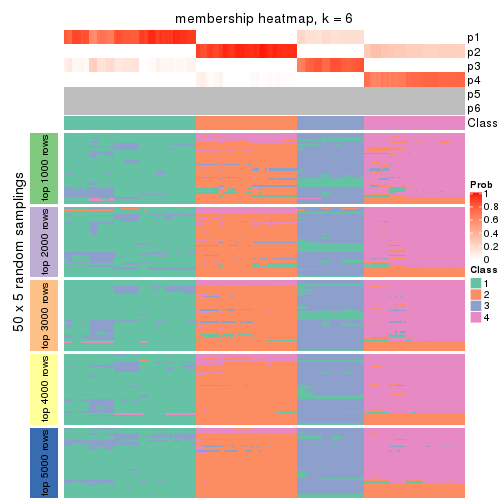 membership heatmap, k = 6
p1
p2
p3
p4
p5
p6
Class
50 x 5 random samplings
top 1000 rows
top 2000 rows
top 3000 rows
top 4000 rows
top 5000 rows
Prob
1
0.8
0.6
0.4
0.2
0
Class
1
2
3
4